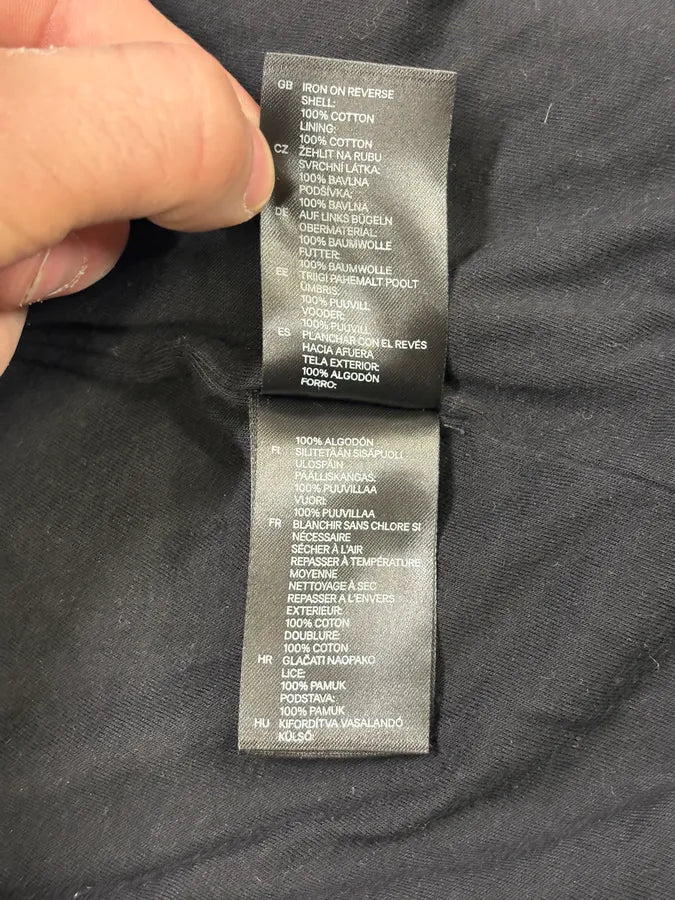 GB IRON ON REVERSE
SHELL:
100% COTTON
LINING:
100% COTTON
CZ ŽEHLIT NA RUBU
SVRCHNÍ LÁTKA:
100% BAVLNA
PODŠÍVKA:
100% BAVLNA
DE AUF LINKS BÜGELN
OBERMATERIAL:
100% BAUMWOLLE
FUTTER:
100% BAUMWOLLE
EE TRIIGI PAHEMALT POOLT
ÜMBRIS:
100% PUUVILL
VOODER:
100% PUUVILL
ES PLANCHAR CON EL REVÉS
HACIA AFUERA
TELA EXTERIOR:
100% ALGODÓN
FORRO:
100% ALGODÓN
FI SILITETÄÄN SISÄPUOLI
ULOSPÄIN
PÄÄLLISKANGAS:
100% PUUVILLAA
VUORI:
100% PUUVILLAA
FR BLANCHIR SANS CHLORE SI
NÉCESSAIRE
SÉCHER À L'AIR
REPASSER À TEMPÉRATURE
MOYENNE
NETTOYAGE À SEC
REPASSER A L'ENVERS
EXTERIEUR:
100% COTON
DOUBLURE:
100% COTON
HR GLAČATI NAOPAKO
LICE:
100% PAMUK
PODSTAVA:
100% PAMUK
HU KIFORDÍTVA VASALANDÓ
KÜLSŐ: